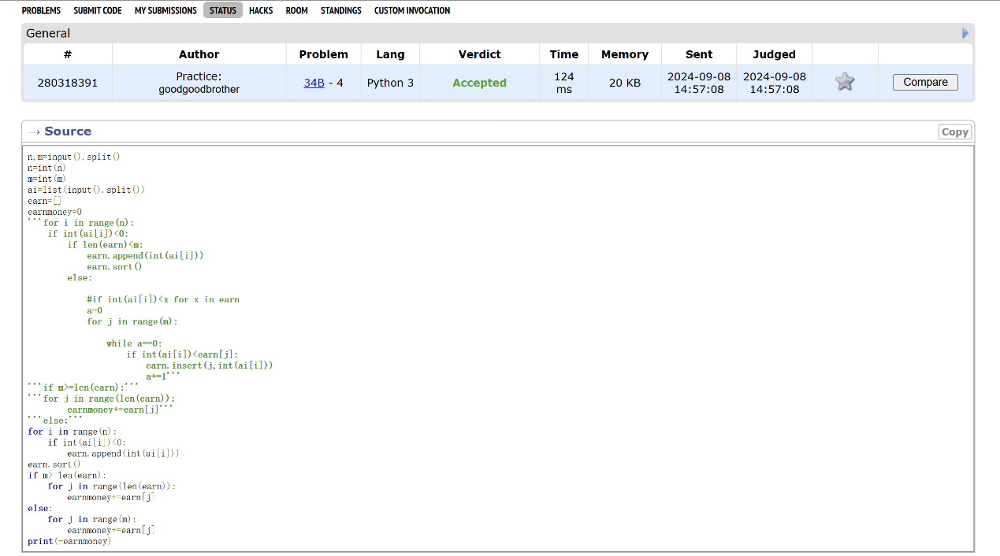 PROBLEMS SUBMIT CODE MY SUBMISSIONS STATUS HACKS ROOM STANDINGS CUSTOM INVOCATION
General
# Author Problem Lang Verdict Time Memory Sent Judged
280318391 Practice: goodgoodbrother 34B - 4 Python 3 Accepted 124 ms 20 KB 2024-09-08 14:57:08 2024-09-08 14:57:08 Compare
→ Source Copy
n,m=input().split()
n=int(n)
m=int(m)
ai=list(input().split())
earn=[]
earnmoney=0
'''for i in range(n):
    if int(ai[i])<0:
        if len(earn)<m:
            earn.append(int(ai[i]))
            earn.sort()
        else:
            #if int(ai[i])<x for x in earn
            a=0
            for j in range(m):
                while a==0:
                    if int(ai[i])<earn[j]:
                        earn.insert(j,int(ai[i]))
                        a+=1'''
'''if m>=len(earn):'''
'''for j in range(len(earn)):
        earnmoney+=earn[j]'''
'''else:'''
for i in range(n):
    if int(ai[i])<0:
        earn.append(int(ai[i]))
earn.sort()
if m>=len(earn):
    for j in range(len(earn)):
        earnmoney+=earn[j]
else:
    for j in range(m):
        earnmoney+=earn[j]
print(-earnmoney)